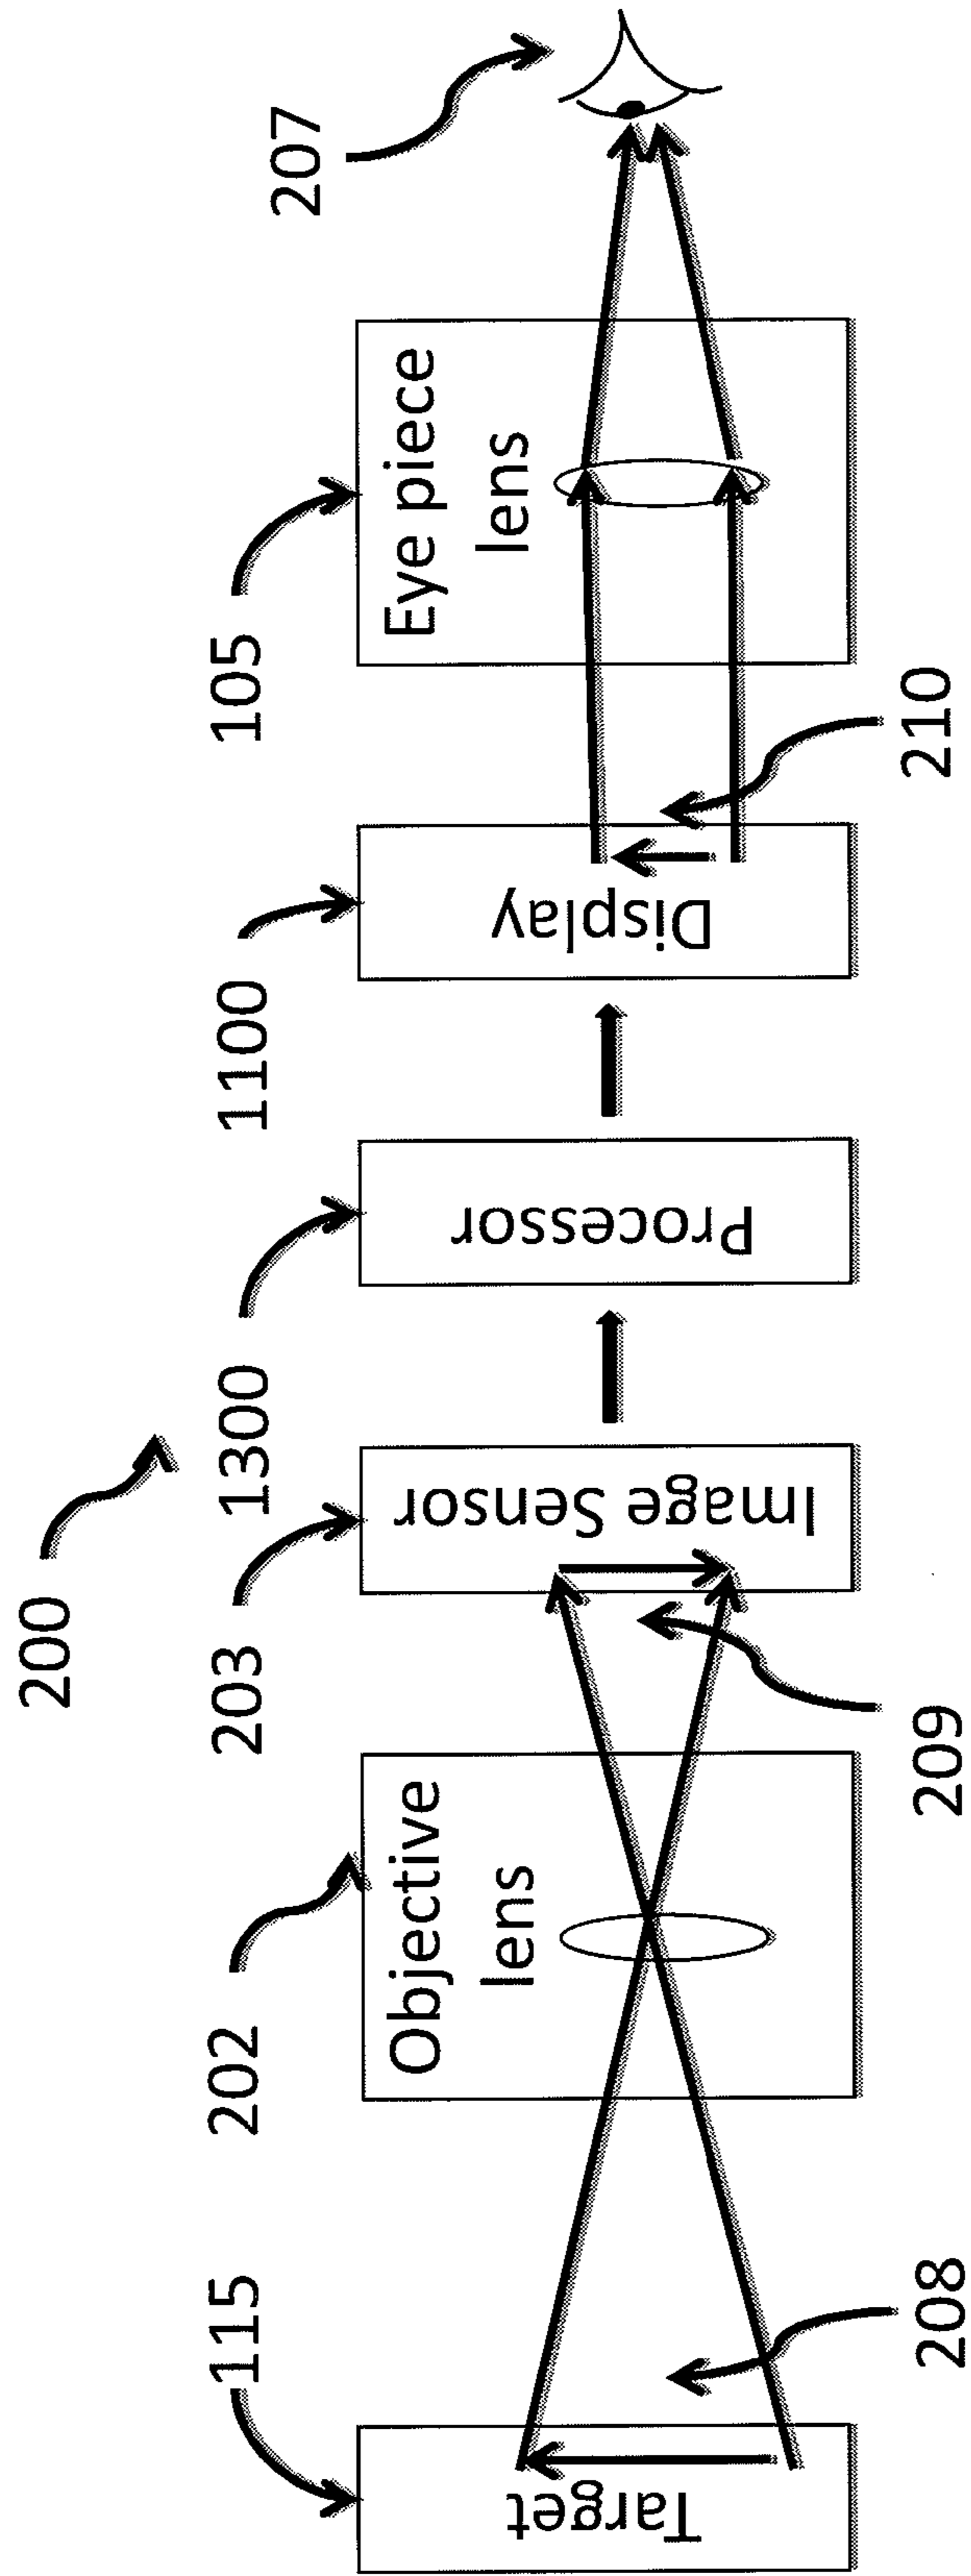 200
115
202
203
1300
1100
105
207
Target
Objective
lens
Image Sensor
Processor
Display
Eye piece
lens
208
209
210